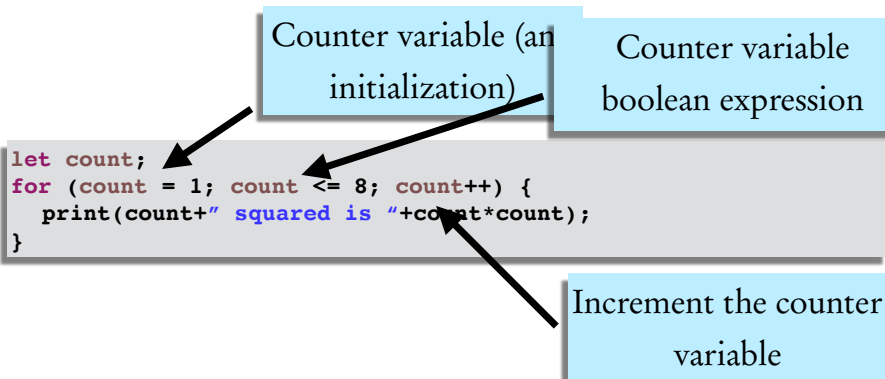 Counter variable (an
initialization)
Counter variable
boolean expression
let count;
for (count = 1; count <= 8; count++) {
print(count+” squared is “+count*count);
}
Increment the counter
variable